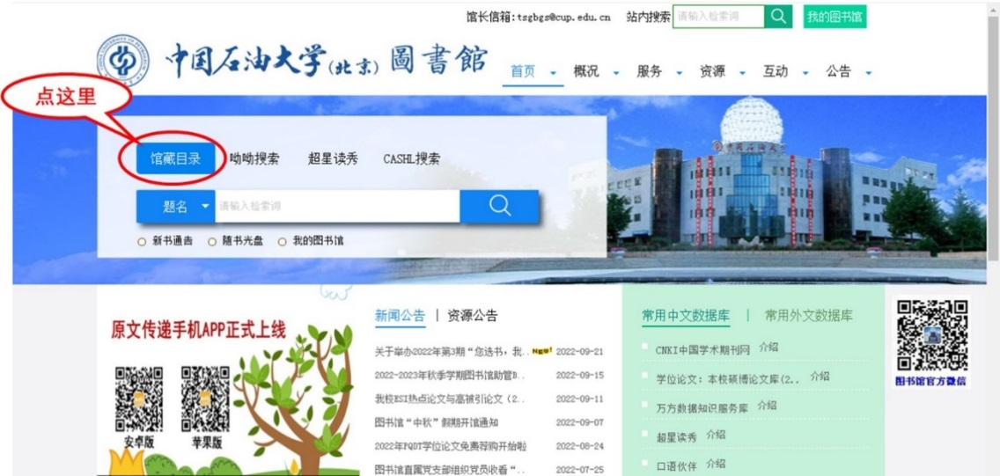 馆长信箱:tsgbgs@cup.edu.cn 站内搜索 请输入检索词 我的图书馆
中国石油大学(北京)圖書館
首页 概况 服务 资源 互动 公告
点这里
馆藏目录 呦呦搜索 超星读秀 CASHL搜索
题名 请输入检索词
新书通告 随书光盘 我的图书馆
原文传递手机APP正式上线
安卓版 苹果版
新闻公告 | 资源公告
关于举办2022年第3期“您选书，我.. NEW! 2022-09-21
2022-2023年秋季学期图书馆助管B.. 2022-09-15
我校ESI热点论文与高被引论文（2.. 2022-09-11
图书馆“中秋”假期开馆通知 2022-09-07
2022年PQDT学位论文免费荐购开始啦 2022-08-24
图书馆直属党支部组织党员收看“.. 2022-07-25
常用中文数据库 | 常用外文数据库
CNKI中国学术期刊网 介绍
学位论文：本校硕博论文库(2.. 介绍
万方数据知识服务库 介绍
超星读秀 介绍
口语伙伴 介绍
图书馆官方微信